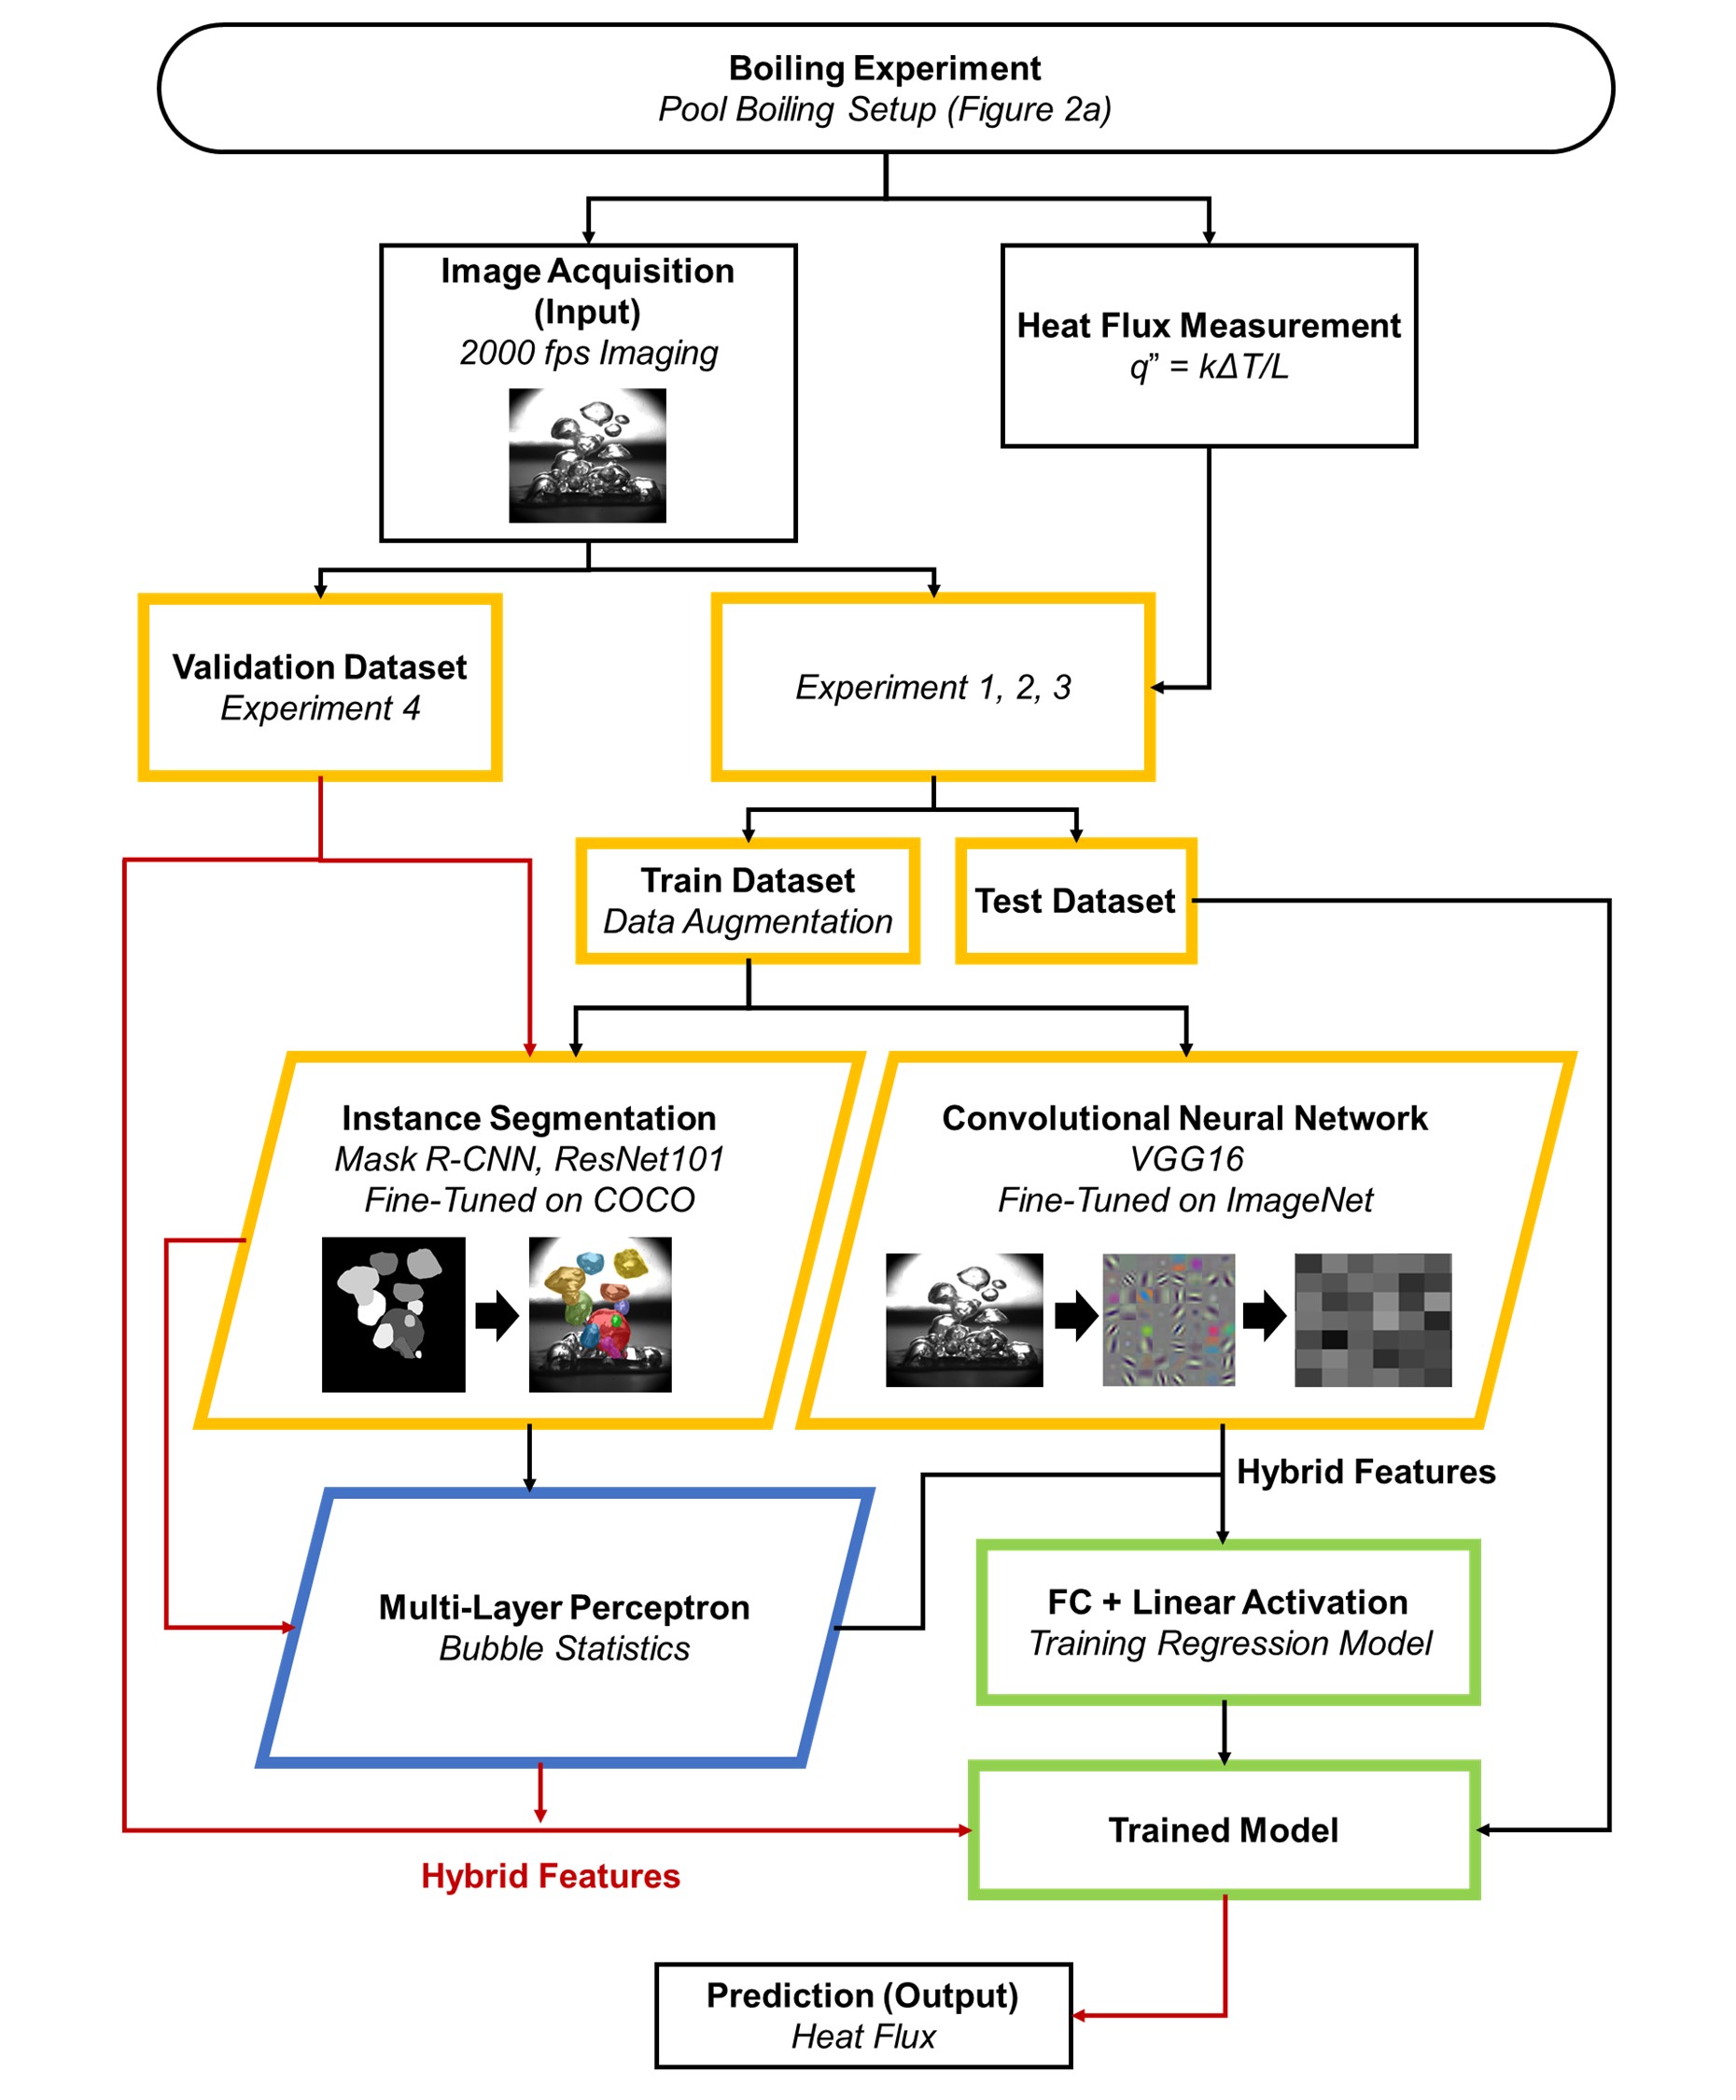 Boiling Experiment
Pool Boiling Setup (Figure 2a)
Image Acquisition
(Input)
2000 fps Imaging
Heat Flux Measurement
q” = kΔT/L
Validation Dataset
Experiment 4
Experiment 1, 2, 3
Train Dataset
Data Augmentation
Test Dataset
Instance Segmentation
Mask R-CNN, ResNet101
Fine-Tuned on COCO
Convolutional Neural Network
VGG16
Fine-Tuned on ImageNet
Hybrid Features
Multi-Layer Perceptron
Bubble Statistics
FC + Linear Activation
Training Regression Model
Trained Model
Hybrid Features
Prediction (Output)
Heat Flux